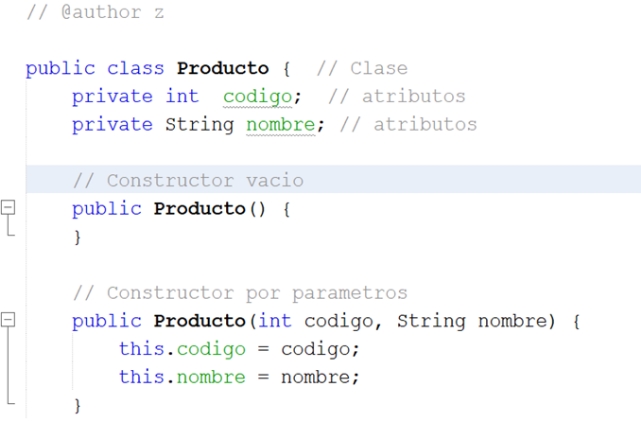 // @author z
public class Producto {  // Clase
private int  codigo;  // atributos
private String nombre; // atributos
// Constructor vacio
public Producto() {
}
// Constructor por parametros
public Producto(int codigo, String nombre) {
this.codigo = codigo;
this.nombre = nombre;
}